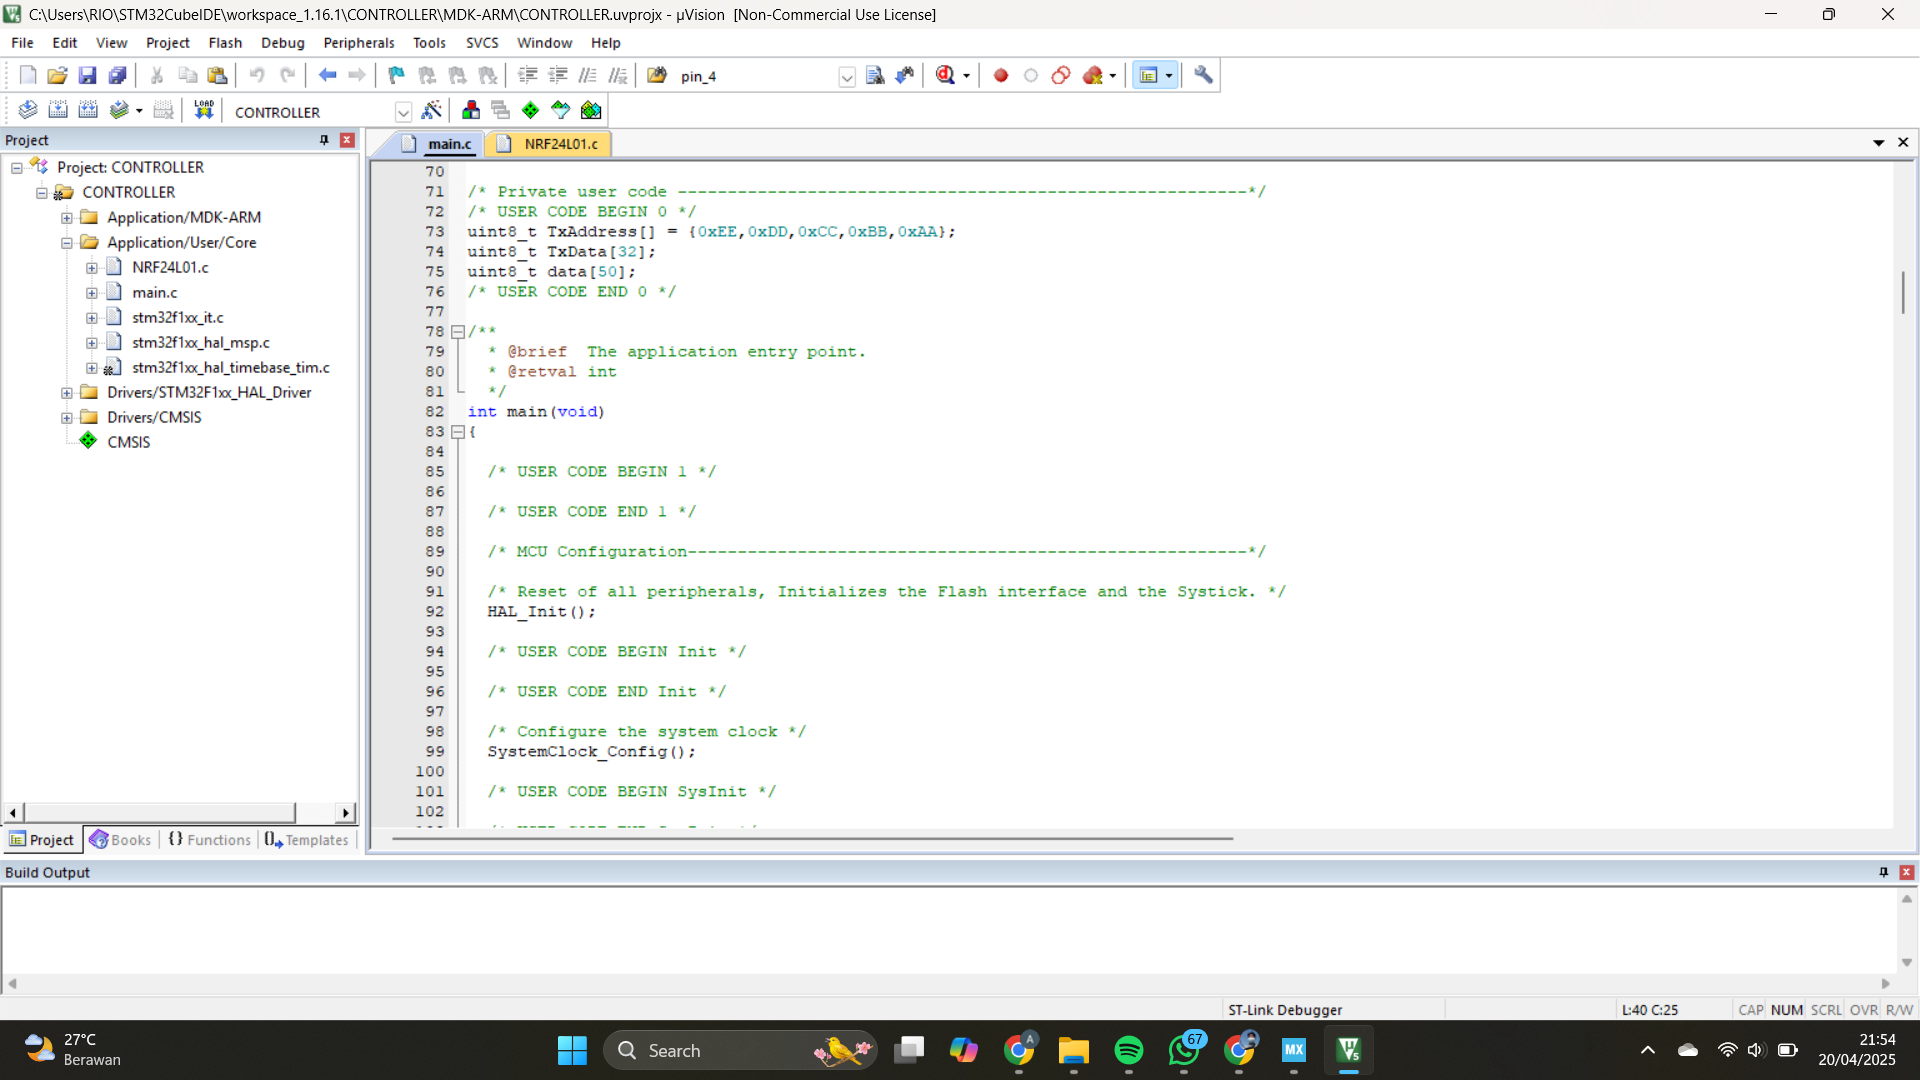 C:\Users\RIO\STM32CubeIDE\workspace_1.16.1\CONTROLLER\MDK-ARM\CONTROLLER.uvprojx - µVision [Non-Commercial Use License]
File Edit View Project Flash Debug Peripherals Tools SVCS Window Help
pin_4
LOAD CONTROLLER
Project
main.c NRF24L01.c
Project: CONTROLLER
CONTROLLER
Application/MDK-ARM
Application/User/Core
NRF24L01.c
main.c
stm32f1xx_it.c
stm32f1xx_hal_msp.c
stm32f1xx_hal_timebase_tim.c
Drivers/STM32F1xx_HAL_Driver
Drivers/CMSIS
CMSIS
Project Books {} Functions Templates
70
71 /* Private user code ---------------------------------------------------------*/
72 /* USER CODE BEGIN 0 */
73 uint8_t TxAddress[] = {0xEE,0xDD,0xCC,0xBB,0xAA};
74 uint8_t TxData[32];
75 uint8_t data[50];
76 /* USER CODE END 0 */
77
78 /**
79 * @brief  The application entry point.
80 * @retval int
81 */
82 int main(void)
83 {
84
85 /* USER CODE BEGIN 1 */
86
87 /* USER CODE END 1 */
88
89 /* MCU Configuration--------------------------------------------------------*/
90
91 /* Reset of all peripherals, Initializes the Flash interface and the Systick. */
92 HAL_Init();
93
94 /* USER CODE BEGIN Init */
95
96 /* USER CODE END Init */
97
98 /* Configure the system clock */
99 SystemClock_Config();
100
101 /* USER CODE BEGIN SysInit */
102
Build Output
ST-Link Debugger L:40 C:25 CAP NUM SCRL OVR R/W
27°C
Berawan
Search
A
67
MX
21:54
20/04/2025